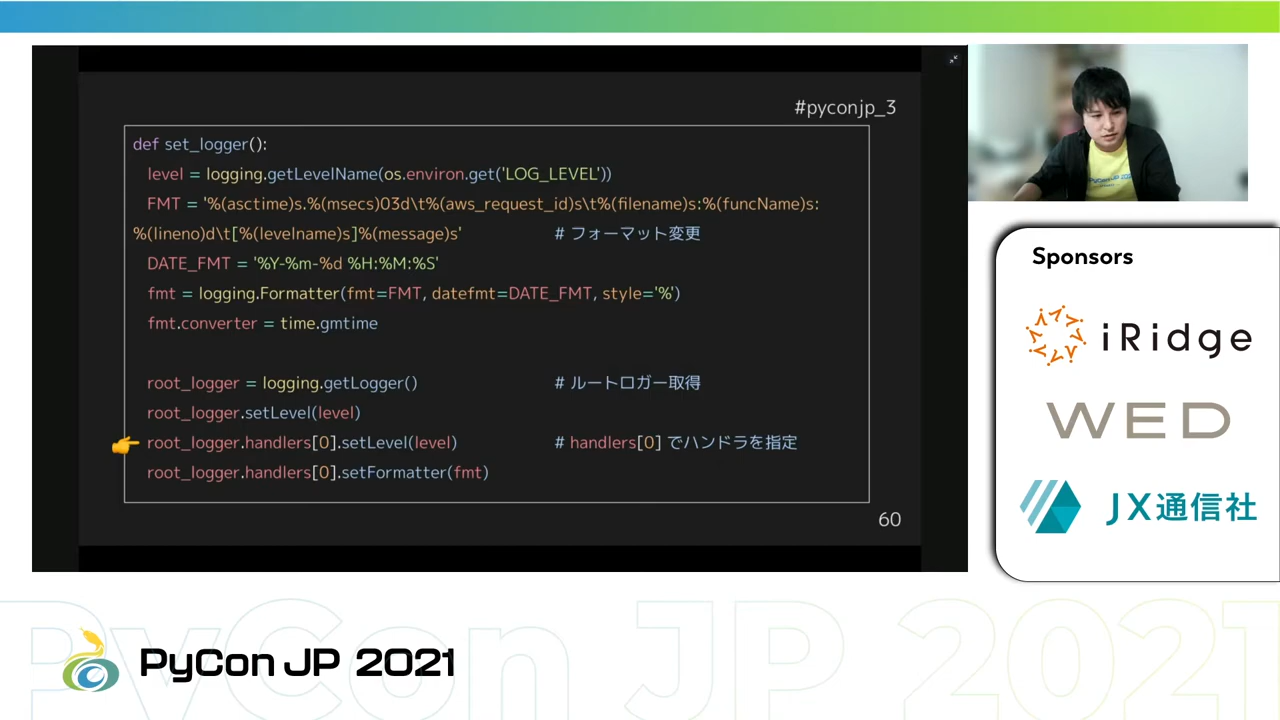 #pyconjp_3
def set_logger():
level = logging.getLevelName(os.environ.get('LOG_LEVEL'))
FMT = '%(asctime)s.%(msecs)03d\t%(aws_request_id)s\t%(filename)s:%(funcName)s:
%(lineno)d\t[%(levelname)s]%(message)s' # フォーマット変更
DATE_FMT = '%Y-%m-%d %H:%M:%S'
fmt = logging.Formatter(fmt=FMT, datefmt=DATE_FMT, style='%')
fmt.converter = time.gmtime
root_logger = logging.getLogger() # ルートロガー取得
root_logger.setLevel(level)
root_logger.handlers[0].setLevel(level) # handlers[0] でハンドラを指定
root_logger.handlers[0].setFormatter(fmt)
60
Sponsors
iRidge
WED
JX通信社
PyCon JP 2021
PyCon JP 2021